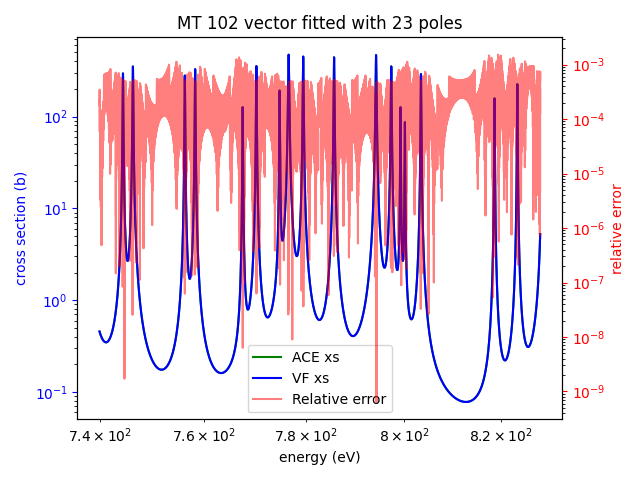 MT 102 vector fitted with 23 poles
cross section (b)
10² 10¹ 10⁰ 10⁻¹
10⁻³ 10⁻⁴ 10⁻⁵ 10⁻⁶ 10⁻⁷ 10⁻⁸ 10⁻⁹
relative error
ACE xs
VF xs
Relative error
7.4 × 10² 7.6 × 10² 7.8 × 10² 8 × 10² 8.2 × 10²
energy (eV)